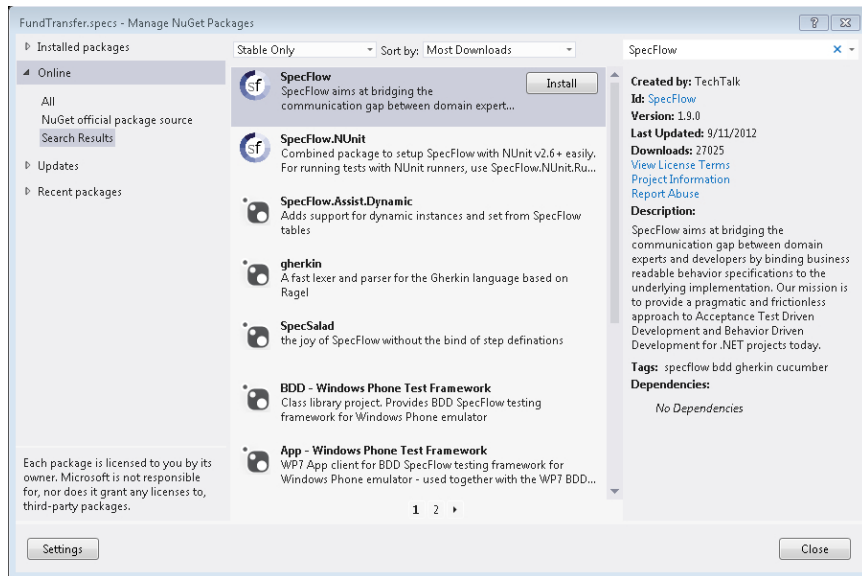 FundTransfer.specs - Manage NuGet Packages
Installed packages
Online
All
NuGet official package source
Search Results
Updates
Recent packages
Each package is licensed to you by its
owner. Microsoft is not responsible
for, nor does it grant any licenses to,
third-party packages.
Settings
Stable Only
Sort by: Most Downloads
sf
SpecFlow
Install
SpecFlow aims at bridging the
communication gap between domain expert...
sf
SpecFlow.NUnit
Combined package to setup SpecFlow with NUnit v2.6+ easily.
For running tests with NUnit runners, use SpecFlow.NUnit.Ru...
SpecFlow.Assist.Dynamic
Adds support for dynamic instances and set from SpecFlow
tables
gherkin
A fast lexer and parser for the Gherkin language based on
Ragel
SpecSalad
the joy of SpecFlow without the bind of step definations
BDD - Windows Phone Test Framework
Class library project. Provides BDD SpecFlow testing
framework for Windows Phone emulator
App - Windows Phone Test Framework
WP7 App client for BDD SpecFlow testing framework for
Windows Phone emulator - used together with the WP7 BDD...
1 2
SpecFlow
Created by: TechTalk
Id: SpecFlow
Version: 1.9.0
Last Updated: 9/11/2012
Downloads: 27025
View License Terms
Project Information
Report Abuse
Description:
SpecFlow aims at bridging the
communication gap between domain
experts and developers by binding business
readable behavior specifications to the
underlying implementation. Our mission is
to provide a pragmatic and frictionless
approach to Acceptance Test Driven
Development and Behavior Driven
Development for .NET projects today.
Tags: specflow bdd gherkin cucumber
Dependencies:
No Dependencies
Close